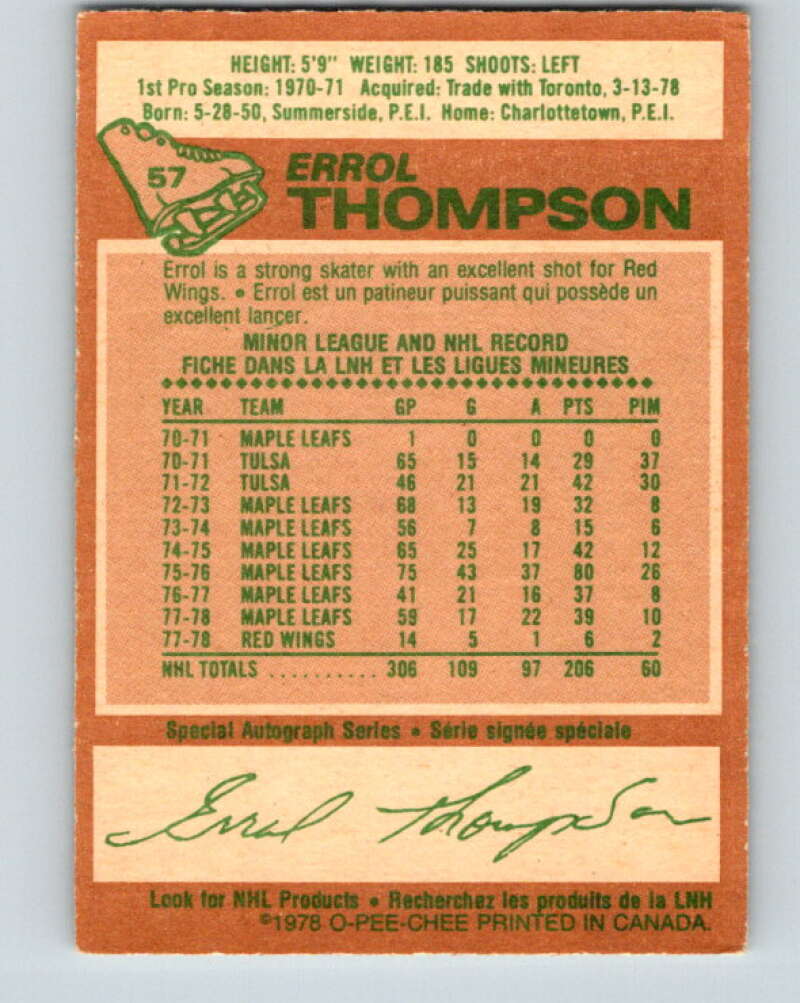 HEIGHT: 5'9" WEIGHT: 185 SHOOTS: LEFT
1st Pro Season: 1970-71 Acquired: Trade with Toronto, 3-13-78
Born: 5-28-50, Summerside, P.E.I. Home: Charlottetown, P.E.I.
57
ERROL
THOMPSON
Errol is a strong skater with an excellent shot for Red
Wings. • Errol est un patineur puissant qui possède un
excellent lançer.
MINOR LEAGUE AND NHL RECORD
FICHE DANS LA LNH ET LES LIGUES MINEURES
YEAR TEAM GP G A PTS PIM
70-71 MAPLE LEAFS 1 0 0 0 0
70-71 TULSA 65 15 14 29 37
71-72 TULSA 46 21 21 42 30
72-73 MAPLE LEAFS 68 13 19 32 8
73-74 MAPLE LEAFS 56 7 8 15 6
74-75 MAPLE LEAFS 65 25 17 42 12
75-76 MAPLE LEAFS 75 43 37 80 26
76-77 MAPLE LEAFS 41 21 16 37 8
77-78 MAPLE LEAFS 59 17 22 39 10
77-78 RED WINGS 14 5 1 6 2
NHL TOTALS .......... 306 109 97 206 60
Special Autograph Series • Série signée spéciale
Errol Thompson
Look for NHL Products • Recherchez les produits de la LNH
©1978 O-PEE-CHEE PRINTED IN CANADA.